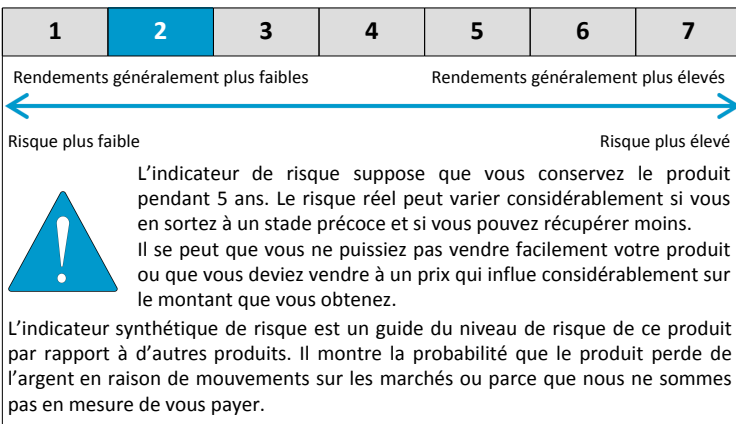 1 2 3 4 5 6 7
Rendements généralement plus faibles Rendements généralement plus élevés
Risque plus faible Risque plus élevé
L’indicateur de risque suppose que vous conservez le produit
pendant 5 ans. Le risque réel peut varier considérablement si vous
en sortez à un stade précoce et si vous pouvez récupérer moins.
Il se peut que vous ne puissiez pas vendre facilement votre produit
ou que vous deviez vendre à un prix qui influe considérablement sur
le montant que vous obtenez.
L’indicateur synthétique de risque est un guide du niveau de risque de ce produit
par rapport à d’autres produits. Il montre la probabilité que le produit perde de
l’argent en raison de mouvements sur les marchés ou parce que nous ne sommes
pas en mesure de vous payer.